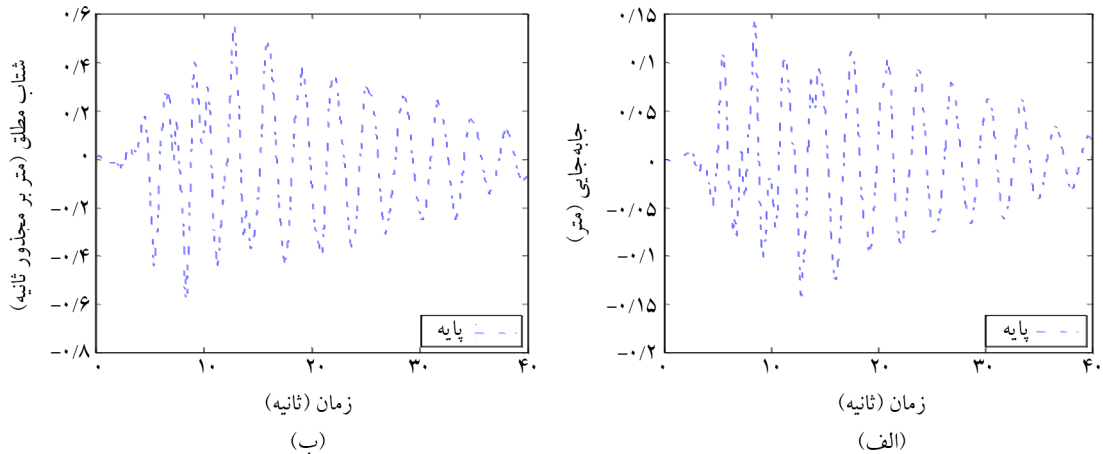 ۰/۱۵
۰/۱
۰/۰۵
۰
-۰/۰۵
-۰/۱
-۰/۱۵
-۰/۲
جابه‌جایی (متر)
پایه
۰ ۱۰ ۲۰ ۳۰ ۴۰
زمان (ثانیه)
(الف)
۰/۶
۰/۴
۰/۲
۰
-۰/۲
-۰/۴
-۰/۶
-۰/۸
شتاب مطلق (متر بر مجذور ثانیه)
پایه
۰ ۱۰ ۲۰ ۳۰ ۴۰
زمان (ثانیه)
(ب)